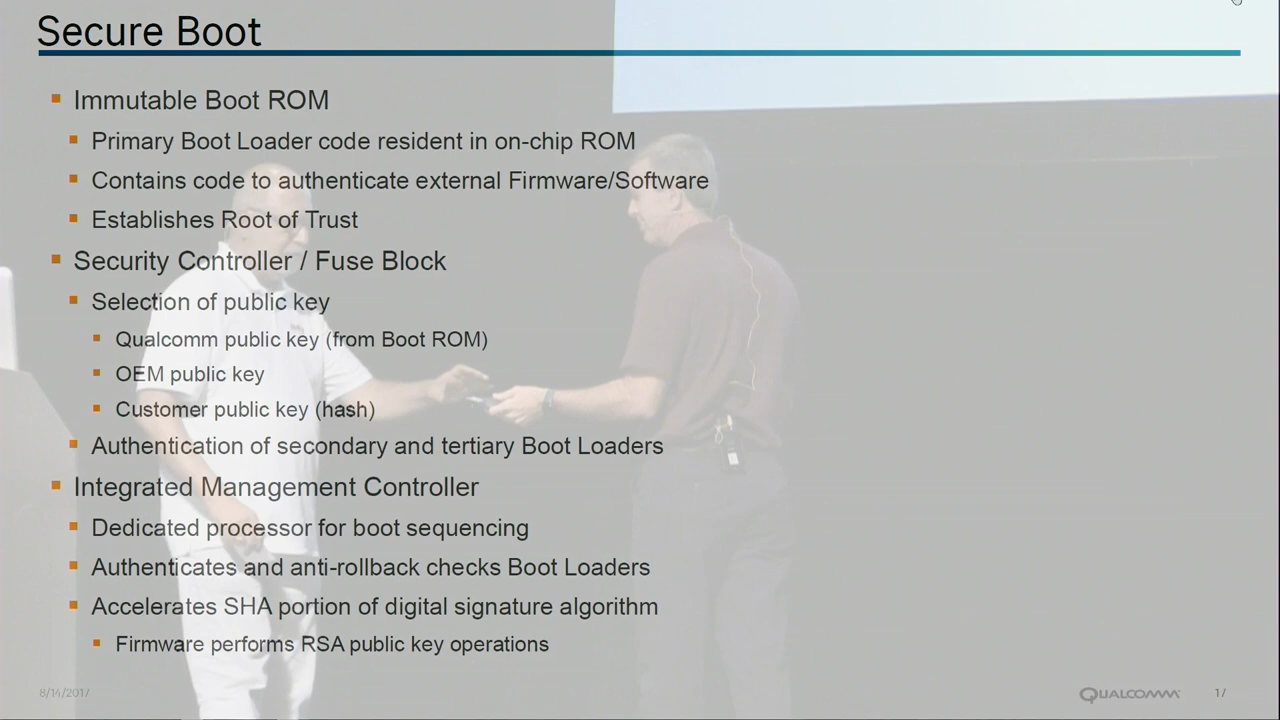 Secure Boot
Immutable Boot ROM
Primary Boot Loader code resident in on-chip ROM
Contains code to authenticate external Firmware/Software
Establishes Root of Trust
Security Controller / Fuse Block
Selection of public key
Qualcomm public key (from Boot ROM)
OEM public key
Customer public key (hash)
Authentication of secondary and tertiary Boot Loaders
Integrated Management Controller
Dedicated processor for boot sequencing
Authenticates and anti-rollback checks Boot Loaders
Accelerates SHA portion of digital signature algorithm
Firmware performs RSA public key operations
8/14/2017
QUALCOMM
17